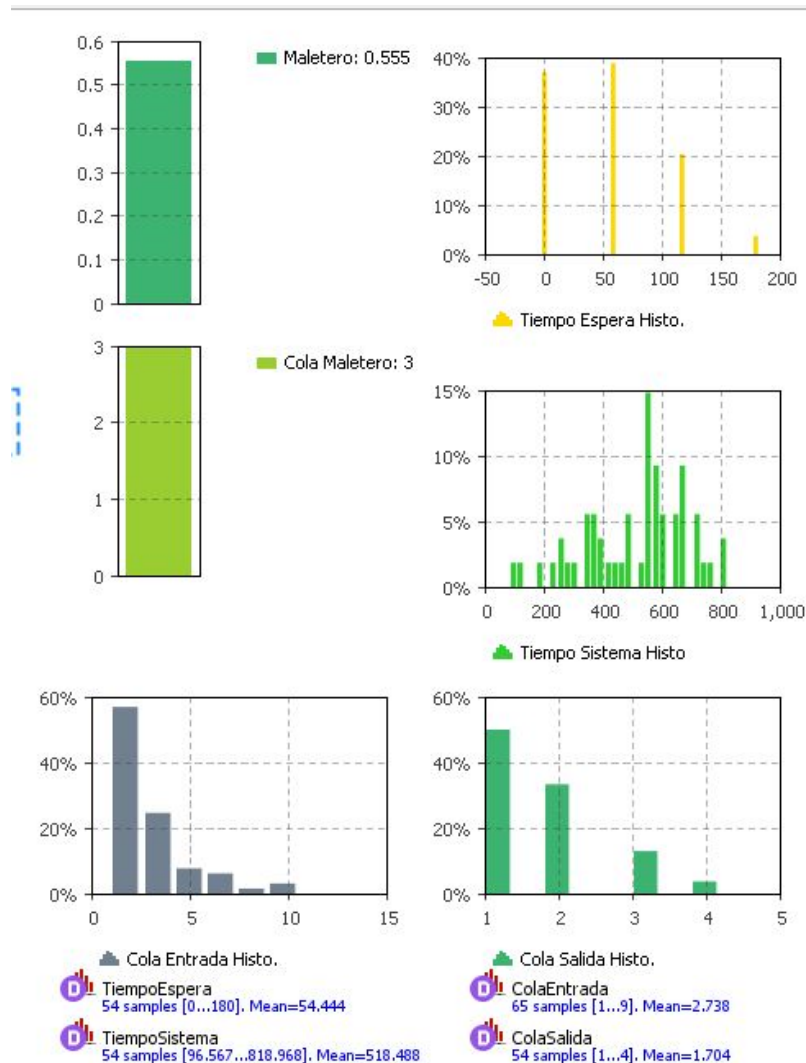 0.6
0.5
0.4
0.3
0.2
0.1
0
Maletero: 0.555
40%
30%
20%
10%
0%
-50 0 50 100 150 200
Tiempo Espera Histo.
3
2
1
0
Cola Maletero: 3
15%
10%
5%
0%
0 200 400 600 800 1,000
Tiempo Sistema Histo
60%
40%
20%
0%
0 5 10 15
Cola Entrada Histo.
60%
40%
20%
0%
1 2 3 4 5
Cola Salida Histo.
D TiempoEspera
54 samples [0...180]. Mean=54.444
D TiempoSistema
54 samples [96.567...818.968]. Mean=518.488
D ColaEntrada
65 samples [1...9]. Mean=2.738
D ColaSalida
54 samples [1...4]. Mean=1.704